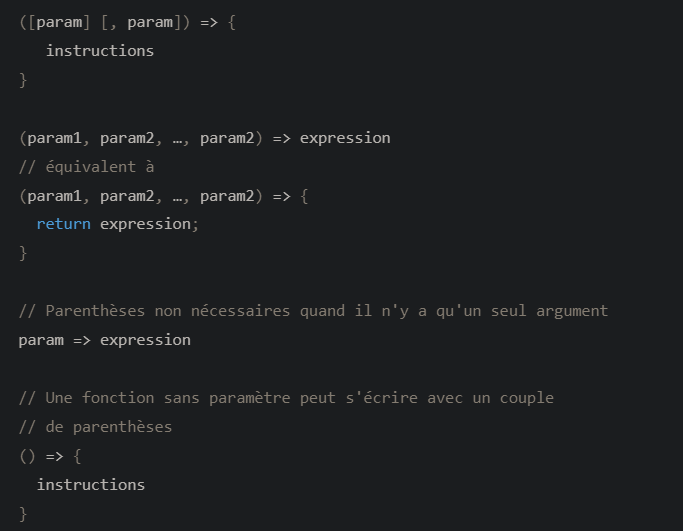 ([param] [, param]) => {
   instructions
}

(param1, param2, …, param2) => expression
// équivalent à
(param1, param2, …, param2) => {
  return expression;
}

// Parenthèses non nécessaires quand il n'y a qu'un seul argument
param => expression

// Une fonction sans paramètre peut s'écrire avec un couple
// de parenthèses
() => {
  instructions
}